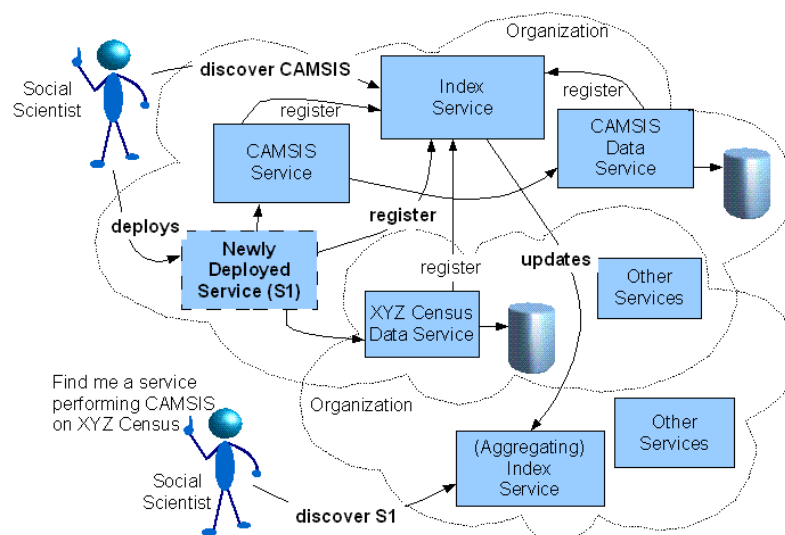 Organization
discover CAMSIS
Social
Scientist
Index
Service
register
register
CAMSIS
Data
Service
CAMSIS
Service
deploys
register
Newly
Deployed
Service (S1)
updates
register
Other
Services
XYZ Census
Data Service
Find me a service
performing CAMSIS
on XYZ Census
Organization
Other
Services
(Aggregating)
Index
Service
Social
Scientist
discover S1